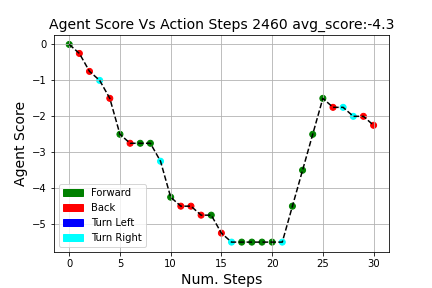 Agent Score Vs Action Steps 2460 avg_score:-4.3
0
−1
−2
−3
−4
−5
Agent Score
Forward
Back
Turn Left
Turn Right
0 5 10 15 20 25 30
Num. Steps